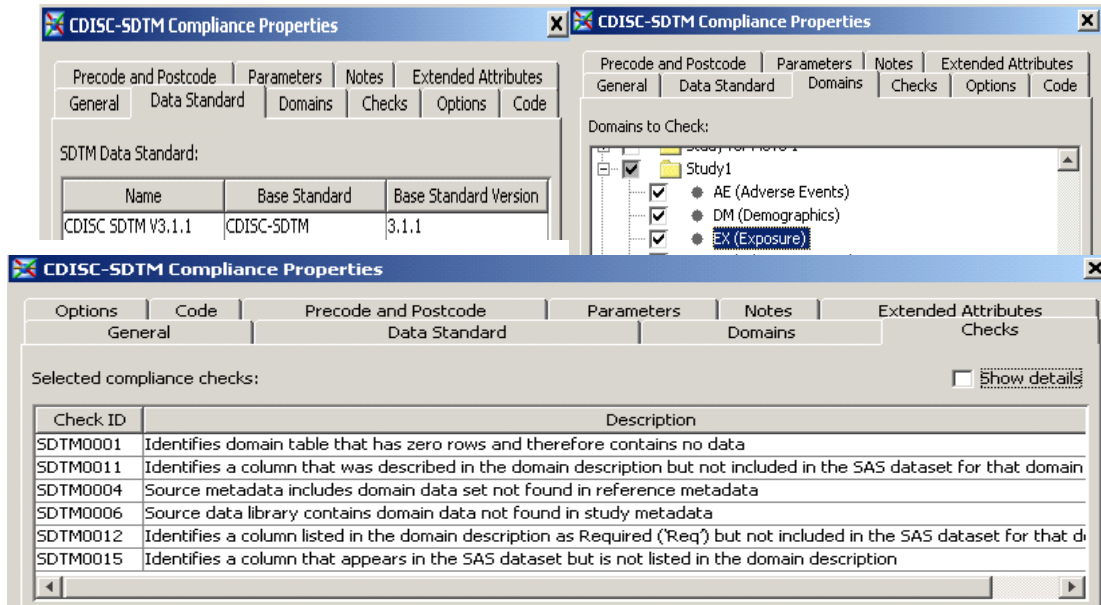 CDISC-SDTM Compliance Properties
Precode and Postcode Parameters Notes Extended Attributes
General Data Standard Domains Checks Options Code
SDTM Data Standard:
Name Base Standard Base Standard Version
CDISC SDTM V3.1.1 CDISC-SDTM 3.1.1
CDISC-SDTM Compliance Properties
Precode and Postcode Parameters Notes Extended Attributes
General Data Standard Domains Checks Options Code
Domains to Check:
Study1
AE (Adverse Events)
DM (Demographics)
EX (Exposure)
CDISC-SDTM Compliance Properties
Options Code Precode and Postcode Parameters Notes Extended Attributes
General Data Standard Domains Checks
Selected compliance checks:
Show details
Check ID Description
SDTM0001 Identifies domain table that has zero rows and therefore contains no data
SDTM0011 Identifies a column that was described in the domain description but not included in the SAS dataset for that domain
SDTM0004 Source metadata includes domain data set not found in reference metadata
SDTM0006 Source data library contains domain data not found in study metadata
SDTM0012 Identifies a column listed in the domain description as Required ('Req') but not included in the SAS dataset for that
SDTM0015 Identifies a column that appears in the SAS dataset but is not listed in the domain description